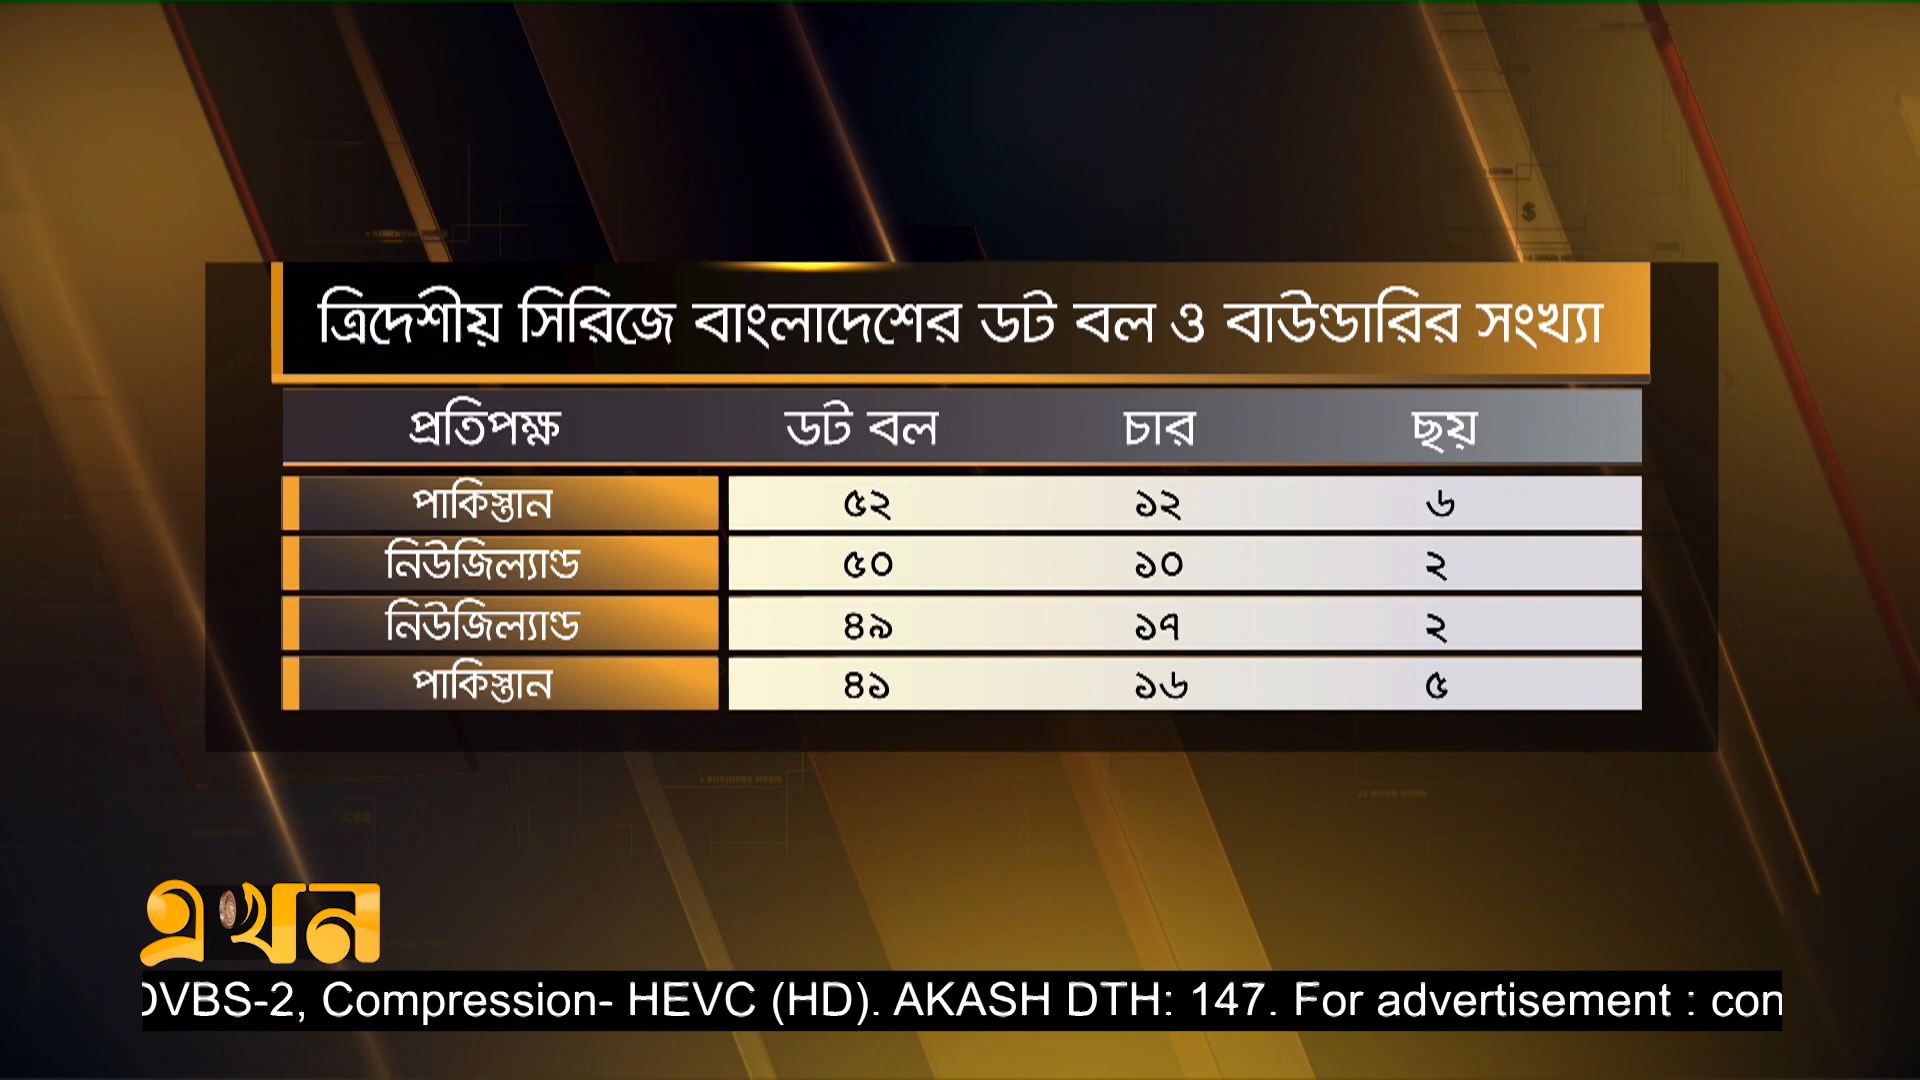 ত্রিদেশীয় সিরিজে বাংলাদেশের ডট বল ও বাউন্ডারির সংখ্যা
প্রতিপক্ষ ডট বল চার ছয়
পাকিস্তান ৫২ ১২ ৬
নিউজিল্যান্ড ৫০ ১০ ২
নিউজিল্যান্ড ৪৯ ১৭ ২
পাকিস্তান ৪১ ১৬ ৫
এখন
DVBS-2, Compression- HEVC (HD). AKASH DTH: 147. For advertisement : con